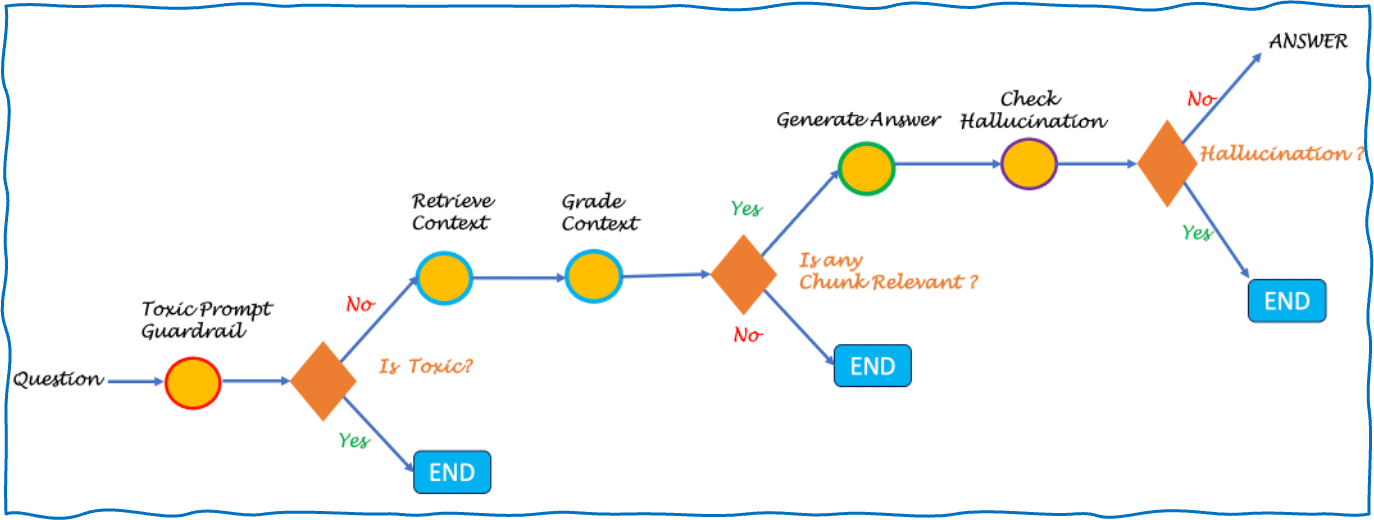 ANSWER
No
Check
Hallucination
Generate Answer
Hallucination ?
Retrieve
Context
Grade
Context
Yes
Yes
Is any
Chunk Relevant ?
END
Toxic Prompt
Guardrail
No
No
Is Toxic?
END
Question
Yes
END